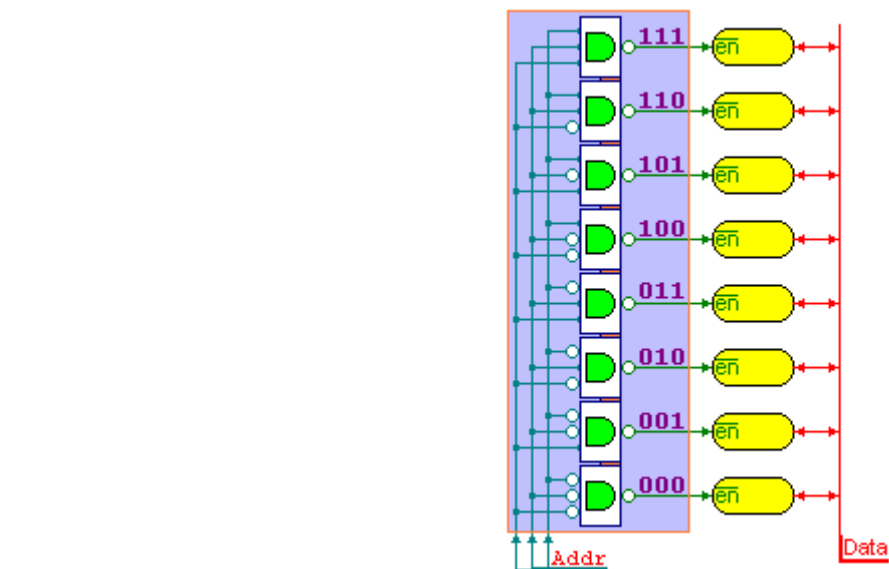 111 en
110 en
101 en
100 en
011 en
010 en
001 en
000 en
Addr
Data